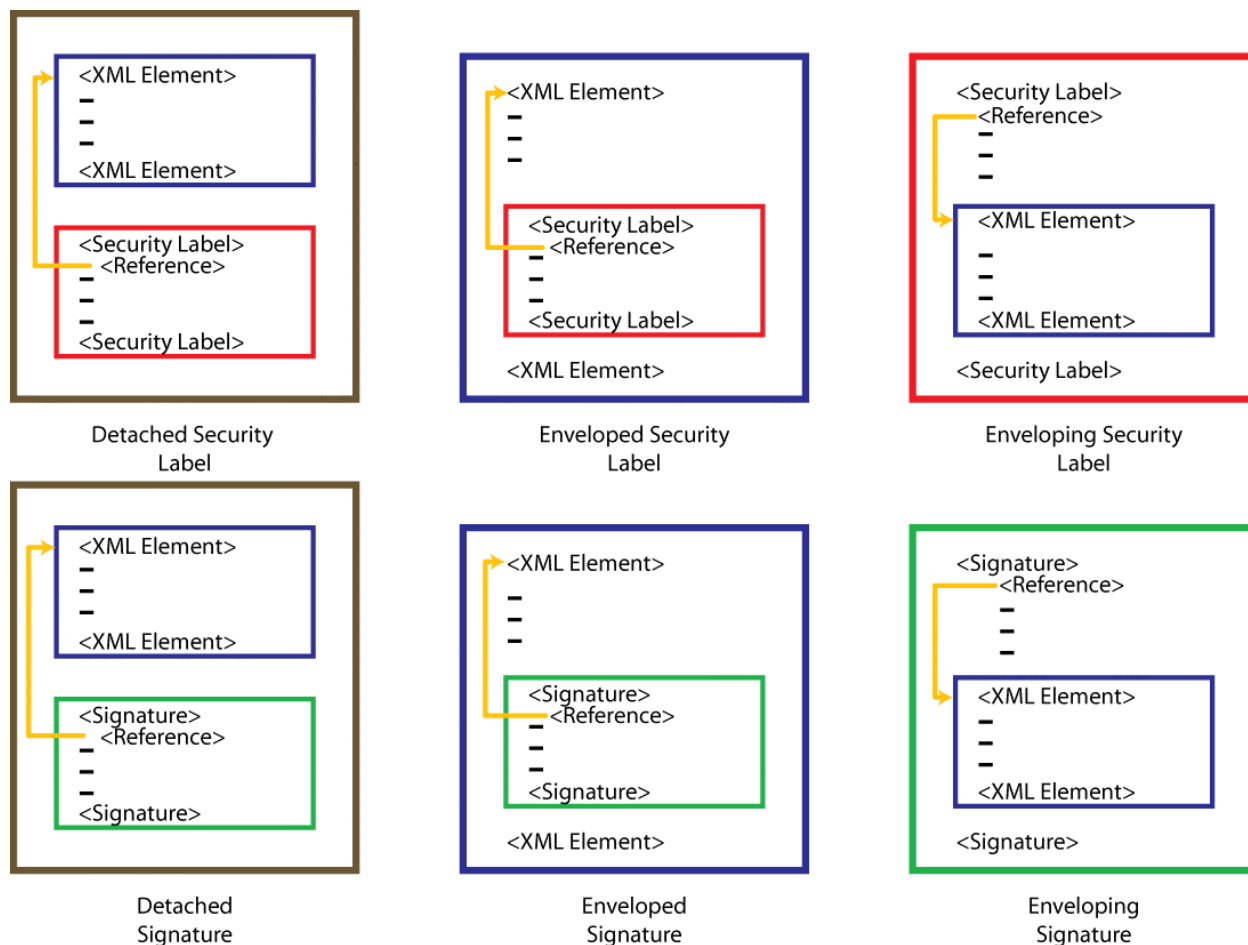 <XML Element>
<XML Element>
<Security Label>
<Reference>
<Security Label>
Detached Security
Label
<XML Element>
<Security Label>
<Reference>
<Security Label>
<XML Element>
Enveloped Security
Label
<Security Label>
<Reference>
<XML Element>
<XML Element>
<Security Label>
Enveloping Security
Label
<XML Element>
<XML Element>
<Signature>
<Reference>
<Signature>
Detached
Signature
<XML Element>
<Signature>
<Reference>
<Signature>
<XML Element>
Enveloped
Signature
<Signature>
<Reference>
<XML Element>
<XML Element>
<Signature>
Enveloping
Signature